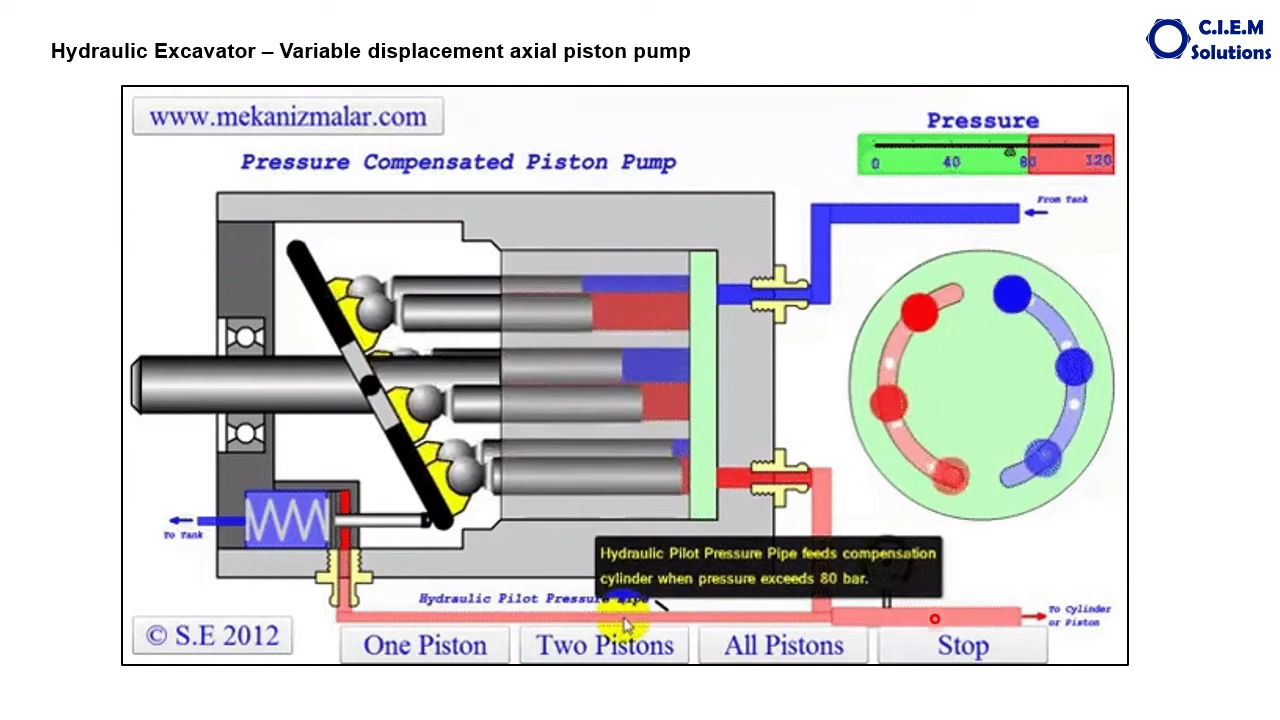 C.I.E.M
Solutions
Hydraulic Excavator – Variable displacement axial piston pump
www.mekanizmalar.com
Pressure
0 40 80 120
Pressure Compensated Piston Pump
From Tank
To Tank
Hydraulic Pilot Pressure Pipe feeds compensation
cylinder when pressure exceeds 80 bar.
Hydraulic Pilot Pressure Pipe
To Cylinder
or Piston
© S.E 2012
One Piston
Two Pistons
All Pistons
Stop